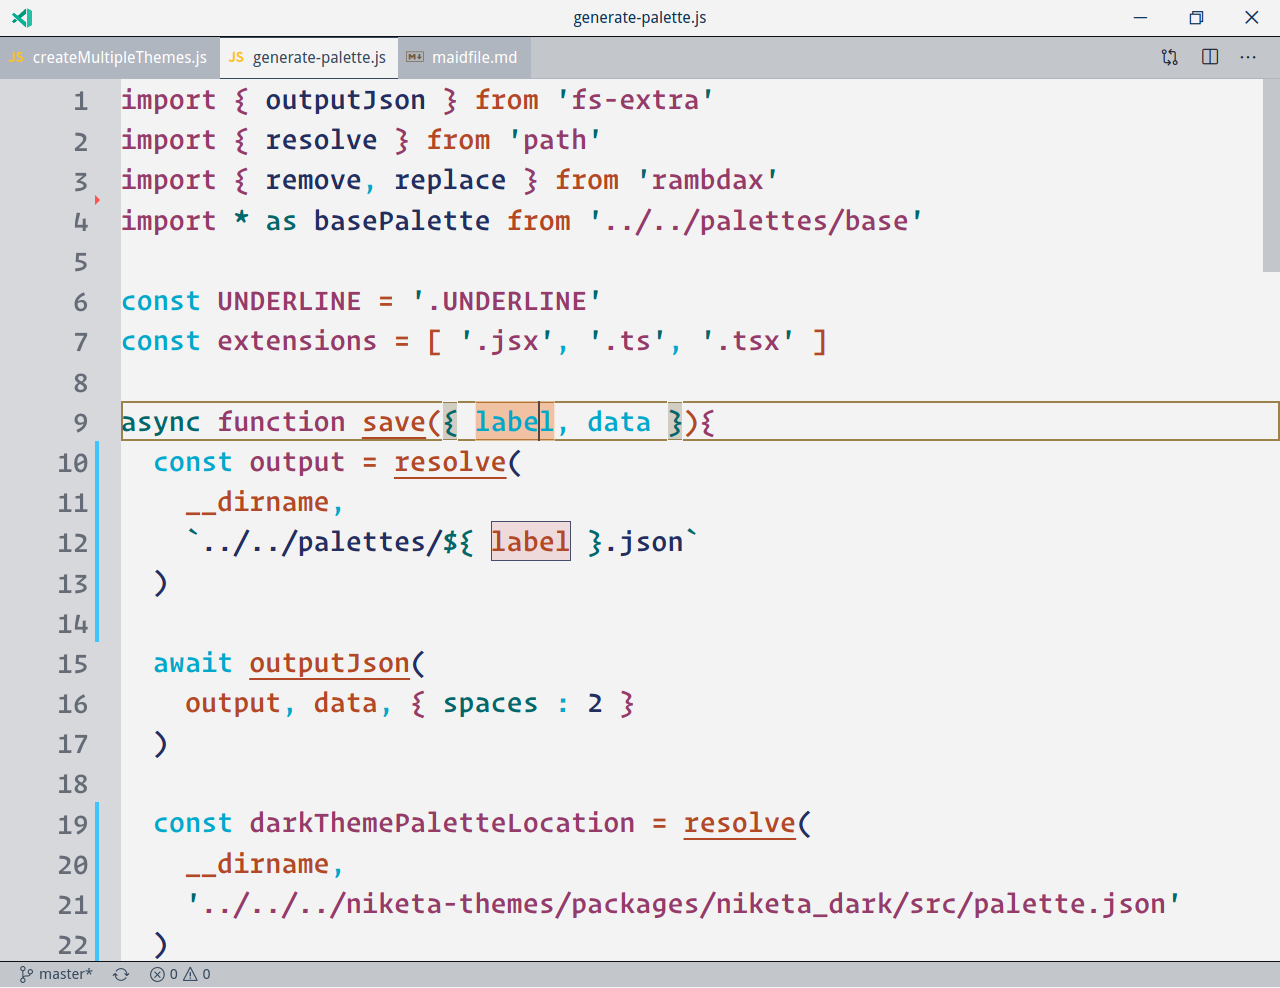 generate-palette.js
JS createMultipleThemes.js JS generate-palette.js M maidfile.md ...
1 import { outputJson } from 'fs-extra'
2 import { resolve } from 'path'
3 import { remove, replace } from 'rambdax'
4 import * as basePalette from '../../palettes/base'
5
6 const UNDERLINE = '.UNDERLINE'
7 const extensions = [ '.jsx', '.ts', '.tsx' ]
8
9 async function save({ label, data }){
10   const output = resolve(
11     __dirname,
12     `../../palettes/${ label }.json`
13   )
14
15   await outputJson(
16     output, data, { spaces : 2 }
17   )
18
19   const darkThemePaletteLocation = resolve(
20     __dirname,
21     '../../../niketa-themes/packages/niketa_dark/src/palette.json'
22   )
master* 0 0